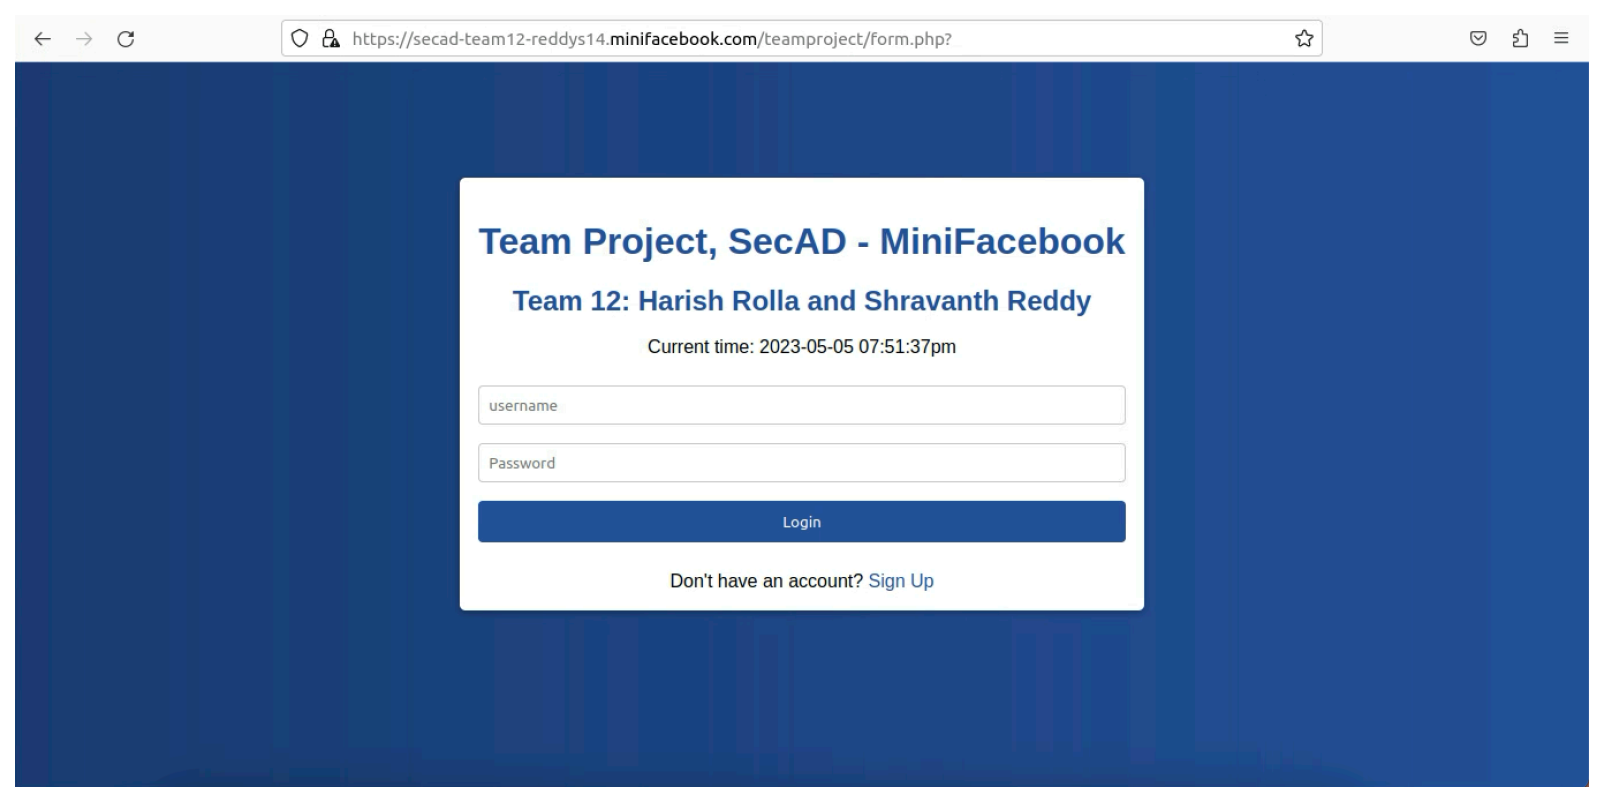 https://secad-team12-reddys14.minifacebook.com/teamproject/form.php?
Team Project, SecAD - MiniFacebook
Team 12: Harish Rolla and Shravanth Reddy
Current time: 2023-05-05 07:51:37pm
username
Password
Login
Don't have an account? Sign Up